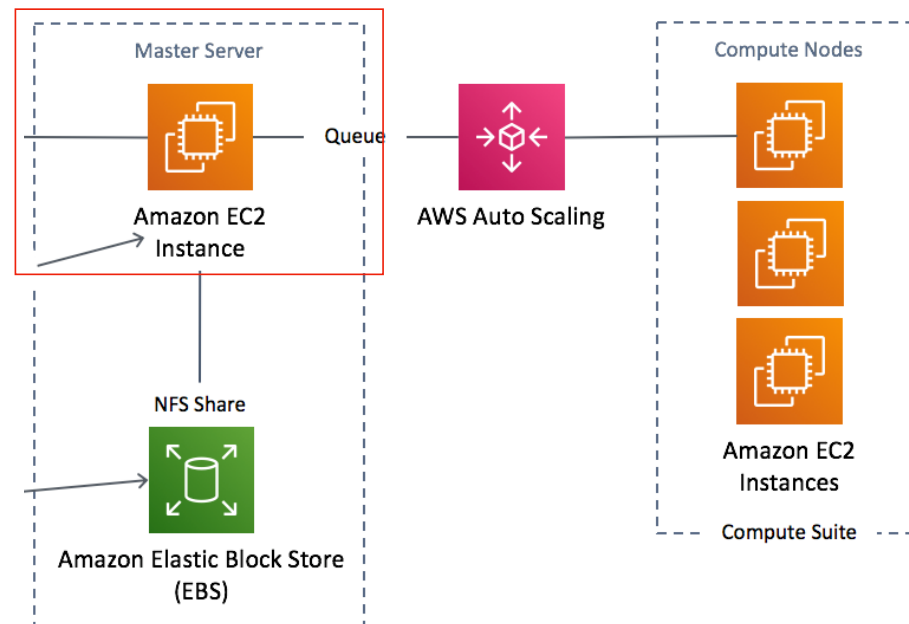 Master Server
Queue
Amazon EC2
Instance
NFS Share
Amazon Elastic Block Store
(EBS)
AWS Auto Scaling
Compute Nodes
Amazon EC2
Instances
Compute Suite